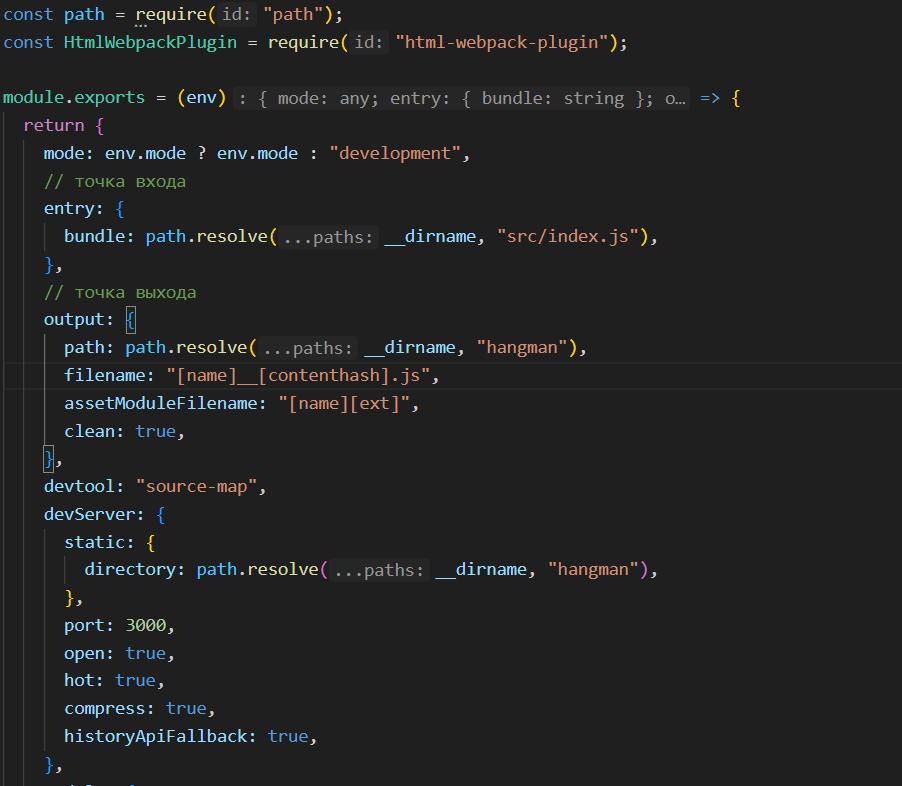 const path = require(id: "path");
const HtmlWebpackPlugin = require(id: "html-webpack-plugin");
module.exports = (env) : { mode: any; entry: { bundle: string }; o… => {
return {
mode: env.mode ? env.mode : "development",
// точка входа
entry: {
bundle: path.resolve(...paths: __dirname, "src/index.js"),
},
// точка выхода
output: {
path: path.resolve(...paths: __dirname, "hangman"),
filename: "[name]__[contenthash].js",
assetModuleFilename: "[name][ext]",
clean: true,
},
devtool: "source-map",
devServer: {
static: {
directory: path.resolve(...paths: __dirname, "hangman"),
},
port: 3000,
open: true,
hot: true,
compress: true,
historyApiFallback: true,
},